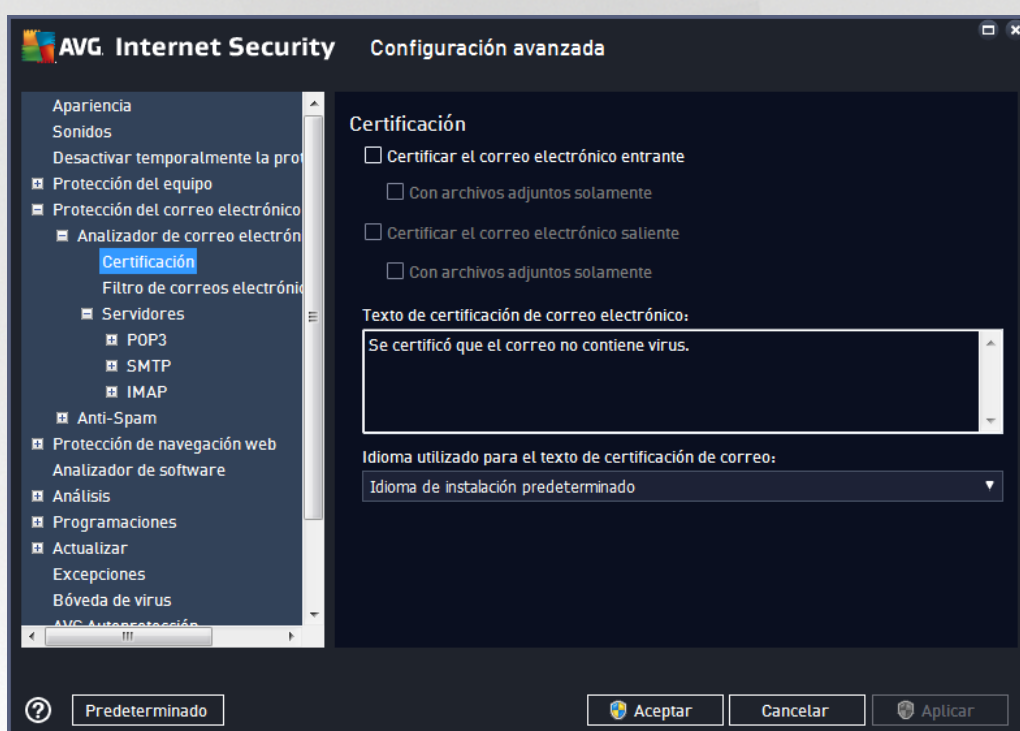 AVG. Internet Security
Configuración avanzada
Apariencia
Sonidos
Desactivar temporalmente la prot
Protección del equipo
Protección del correo electrónico
Analizador de correo electrón
Certificación
Filtro de correos electrónic
Servidores
POP3
SMTP
IMAP
Anti-Spam
Protección de navegación web
Analizador de software
Análisis
Programaciones
Actualizar
Excepciones
Bóveda de virus
AVG Autoprotección
Certificación
Certificar el correo electrónico entrante
Con archivos adjuntos solamente
Certificar el correo electrónico saliente
Con archivos adjuntos solamente
Texto de certificación de correo electrónico:
Se certificó que el correo no contiene virus.
Idioma utilizado para el texto de certificación de correo:
Idioma de instalación predeterminado
? Predeterminado
Aceptar
Cancelar
Aplicar